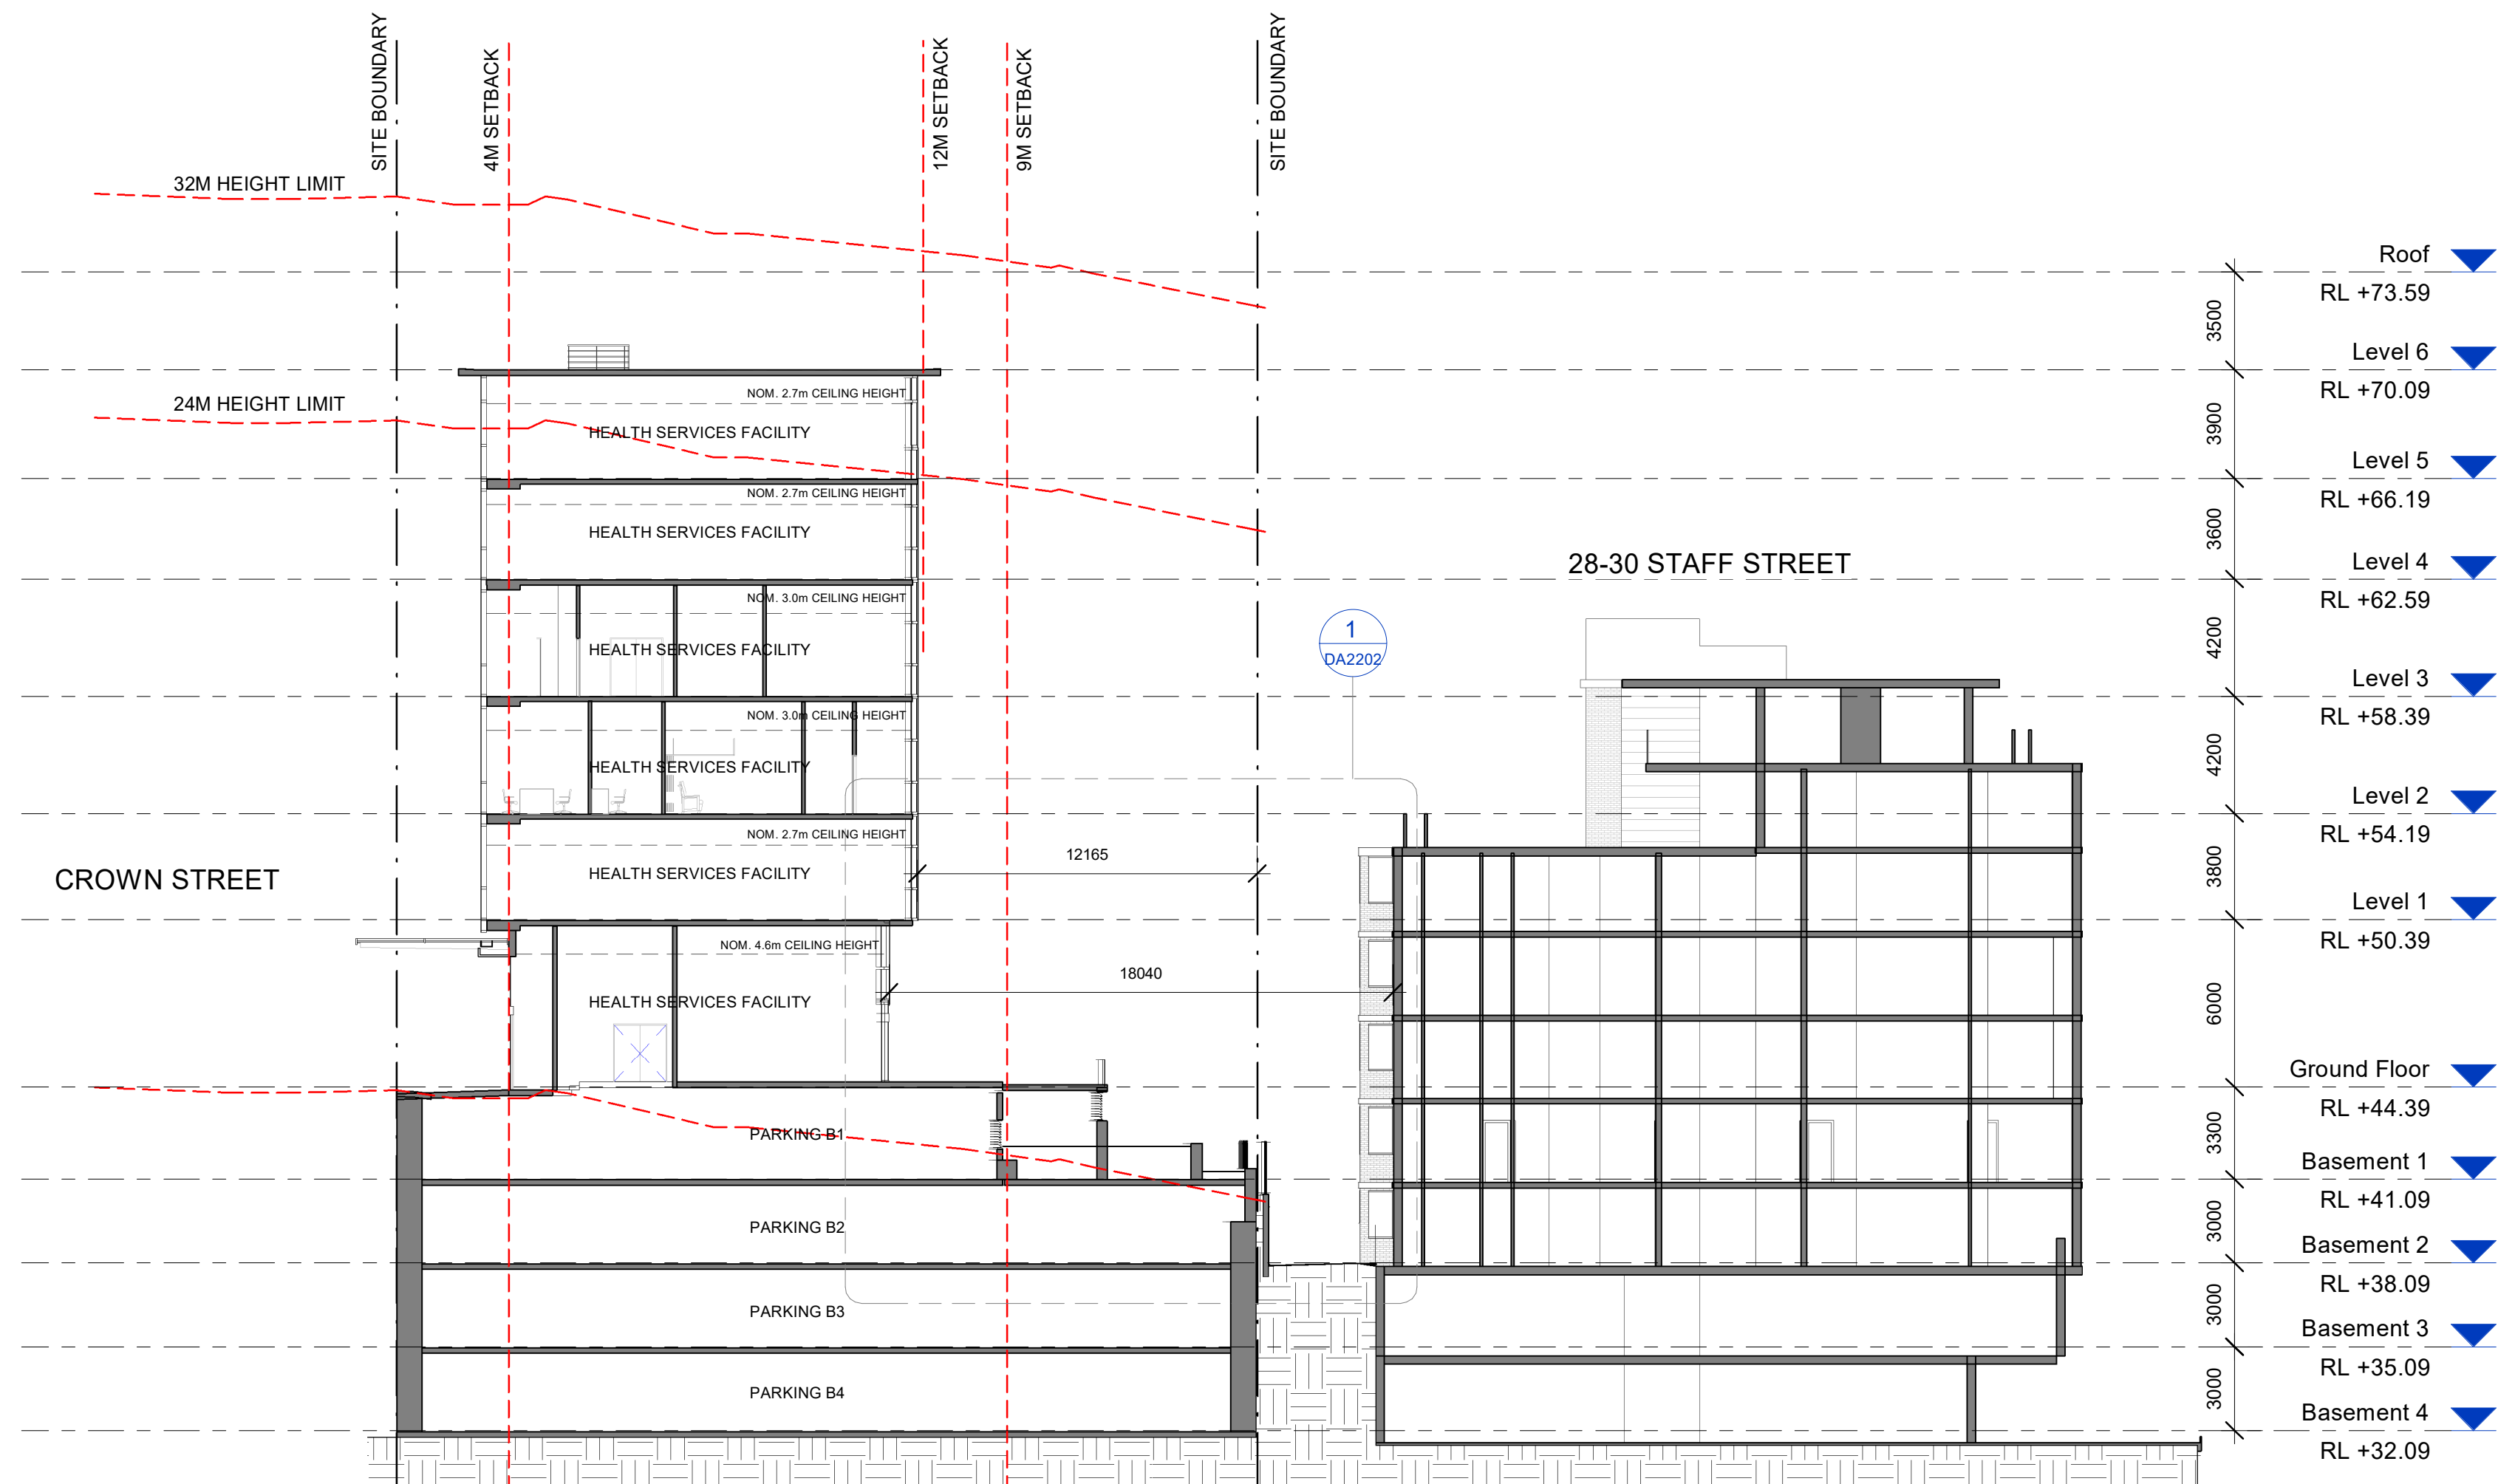 SITE BOUNDARY
4M SETBACK
12M SETBACK
9M SETBACK
SITE BOUNDARY
32M HEIGHT LIMIT
Roof
RL +73.59
3500
Level 6
RL +70.09
NOM. 2.7m CEILING HEIGHT
24M HEIGHT LIMIT
HEALTH SERVICES FACILITY
3900
Level 5
RL +66.19
NOM. 2.7m CEILING HEIGHT
HEALTH SERVICES FACILITY
3600
28-30 STAFF STREET
Level 4
RL +62.59
NOM. 3.0m CEILING HEIGHT
HEALTH SERVICES FACILITY
1
DA2202
4200
Level 3
RL +58.39
NOM. 3.0m CEILING HEIGHT
HEALTH SERVICES FACILITY
4200
Level 2
RL +54.19
NOM. 2.7m CEILING HEIGHT
12165
CROWN STREET
HEALTH SERVICES FACILITY
3800
Level 1
RL +50.39
NOM. 4.6m CEILING HEIGHT
18040
HEALTH SERVICES FACILITY
6000
Ground Floor
RL +44.39
PARKING B1
3300
Basement 1
RL +41.09
PARKING B2
3000
Basement 2
RL +38.09
PARKING B3
3000
Basement 3
RL +35.09
PARKING B4
3000
Basement 4
RL +32.09